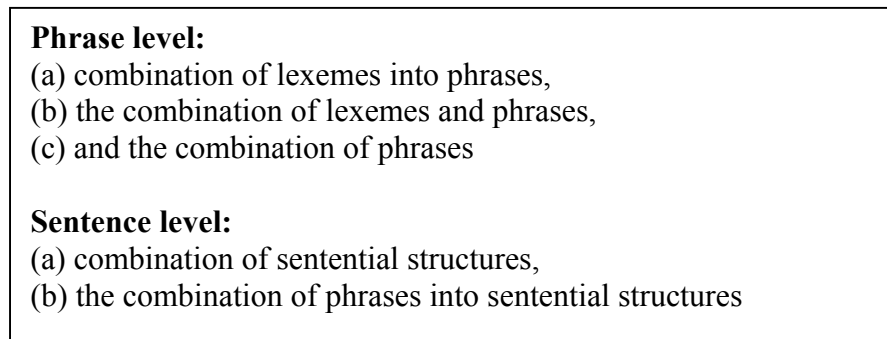 Phrase level:
(a) combination of lexemes into phrases,
(b) the combination of lexemes and phrases,
(c) and the combination of phrases
Sentence level:
(a) combination of sentential structures,
(b) the combination of phrases into sentential structures